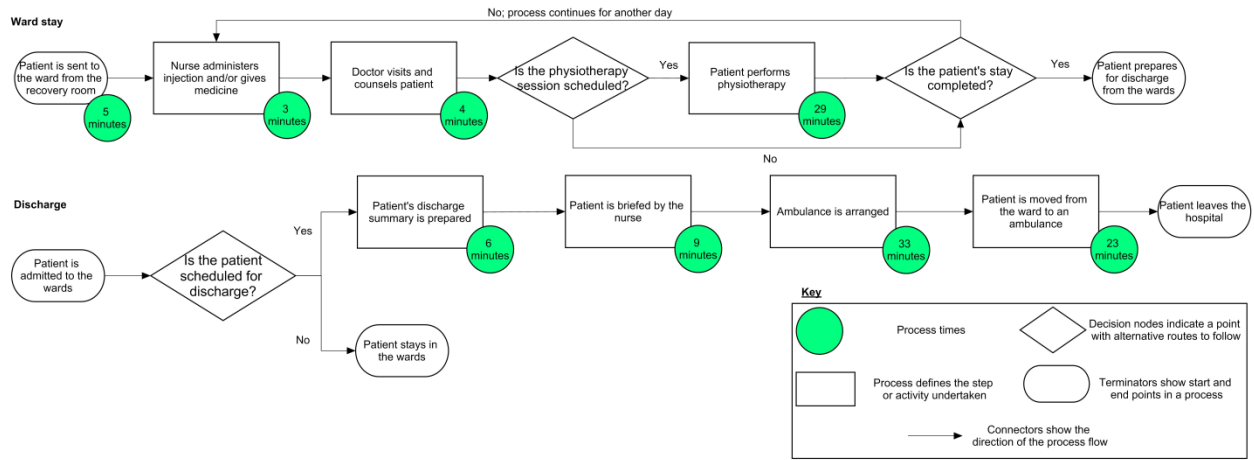 Ward stay
No; process continues for another day
Patient is sent to
the ward from the
recovery room
5
minutes
Nurse administers
injection and/or gives
medicine
3
minutes
Doctor visits and
counsels patient
4
minutes
Is the physiotherapy
session scheduled?
Yes
Patient performs
physiotherapy
29
minutes
Is the patient's stay
completed?
Yes
Patient prepares
for discharge
from the wards
No
Discharge
Patient is
admitted to the
wards
Is the patient
scheduled for
discharge?
Yes
Patient's discharge
summary is prepared
6
minutes
Patient is briefed by the
nurse
9
minutes
Ambulance is arranged
33
minutes
Patient is moved from
the ward to an
ambulance
23
minutes
Patient leaves the
hospital
No
Patient stays in
the wards
Key
Process times
Decision nodes indicate a point
with alternative routes to follow
Process defines the step
or activity undertaken
Terminators show start and
end points in a process
Connectors show the
direction of the process flow